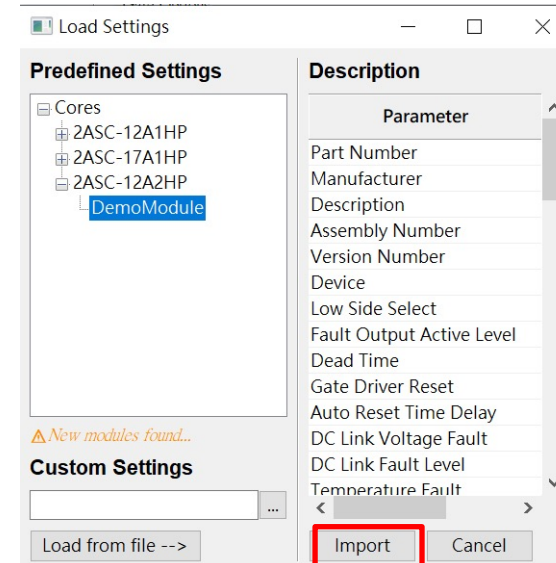 Load Settings
Predefined Settings
Cores
2ASC-12A1HP
2ASC-17A1HP
2ASC-12A2HP
DemoModule
New modules found...
Custom Settings
...
Load from file -->
Description
Parameter
Part Number
Manufacturer
Description
Assembly Number
Version Number
Device
Low Side Select
Fault Output Active Level
Dead Time
Gate Driver Reset
Auto Reset Time Delay
DC Link Voltage Fault
DC Link Fault Level
Temperature Fault
Import
Cancel